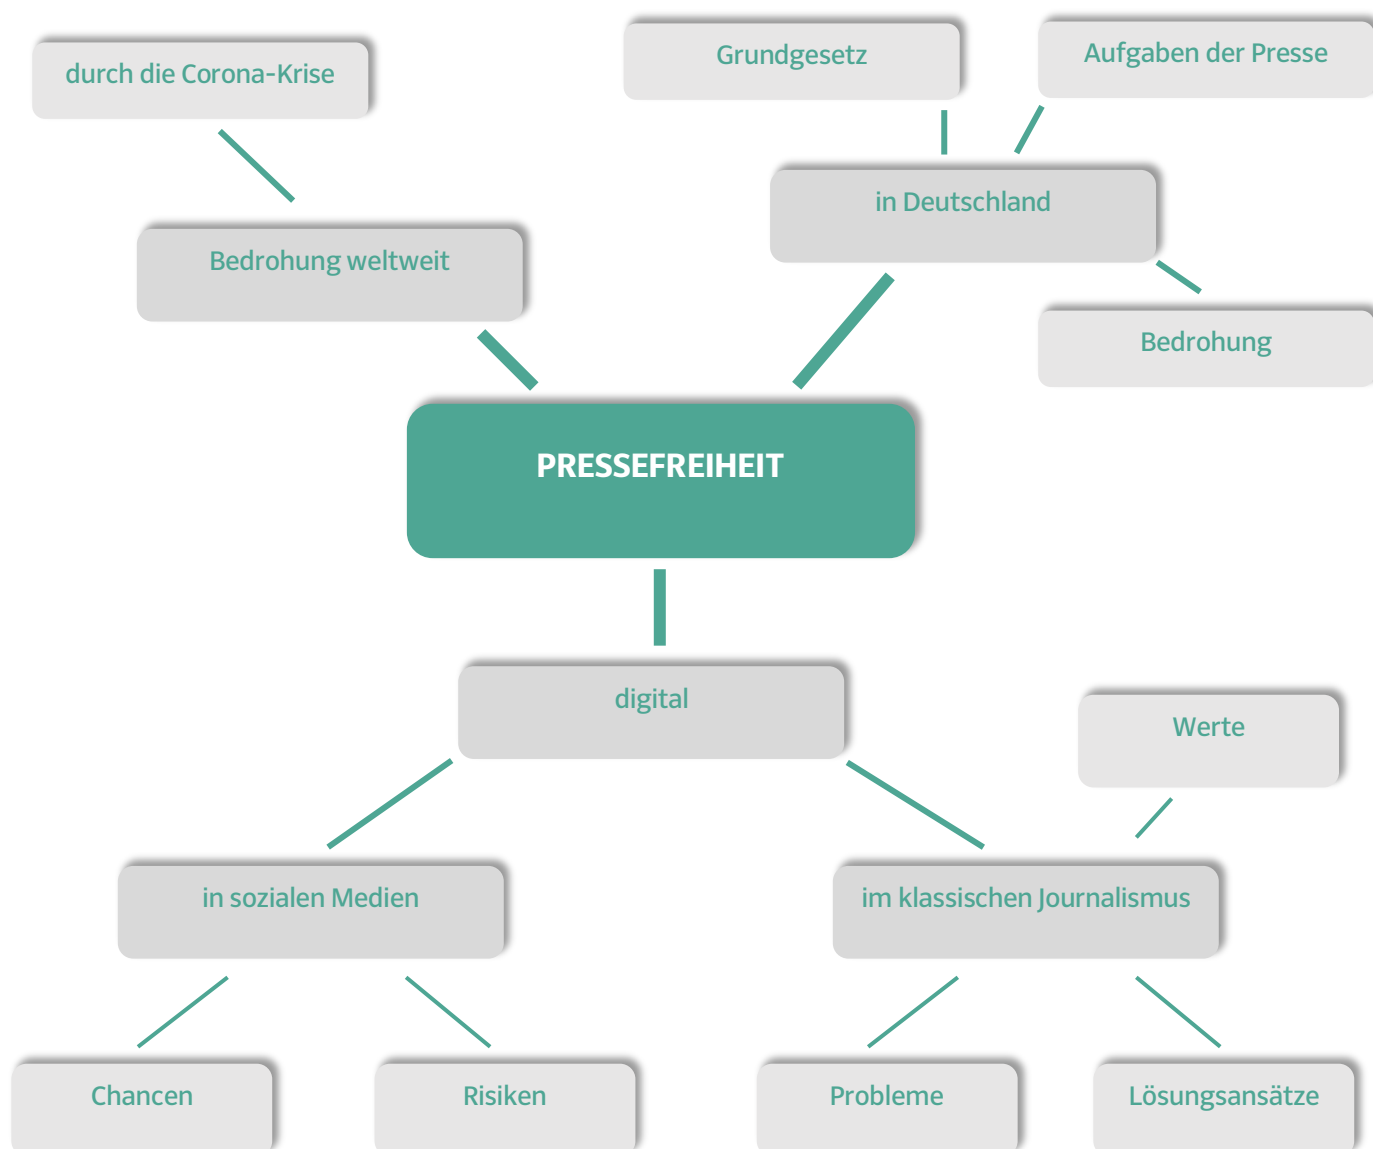 Grundgesetz
Aufgaben der Presse
durch die Corona-Krise
in Deutschland
Bedrohung weltweit
Bedrohung
PRESSEFREIHEIT
digital
Werte
in sozialen Medien
im klassischen Journalismus
Chancen
Risiken
Probleme
Lösungsansätze